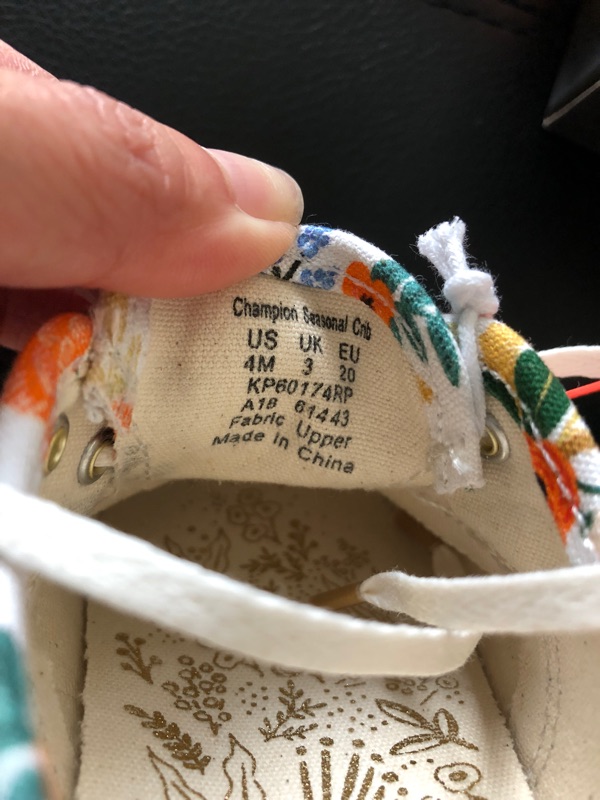 Champion Seasonal Crib
US UK EU
4M 3 20
KP60174RP
A18 61443
Fabric Upper
Made in China